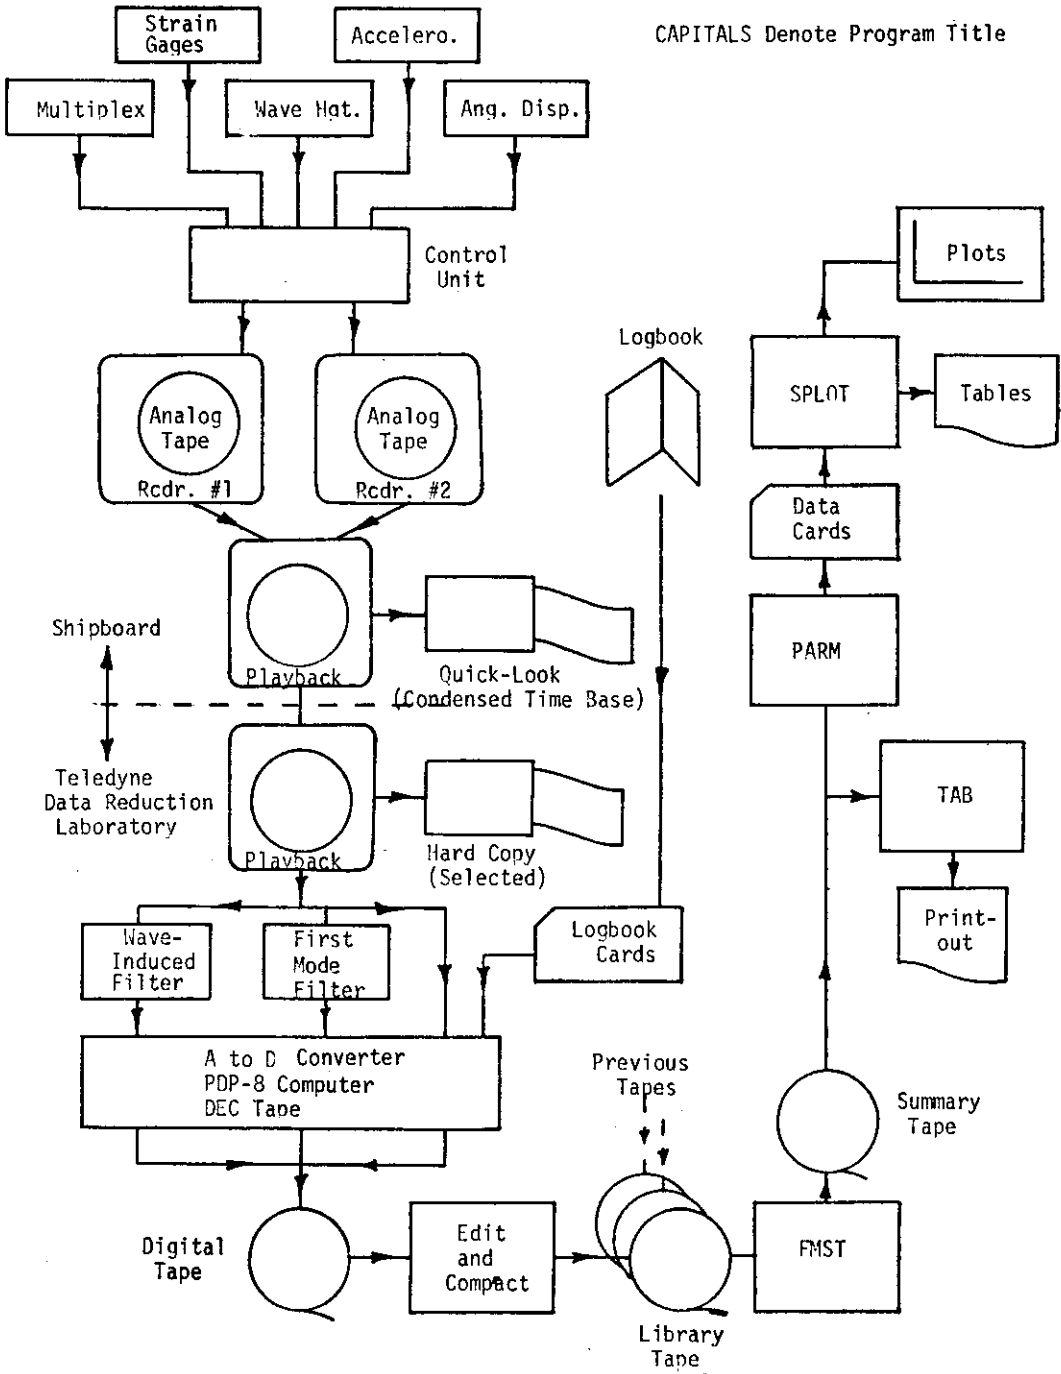 CAPITALS Denote Program Title
Strain
Gages
Accelero.
Multiplex
Wave Hgt.
Ang. Disp.
Control
Unit
Plots
Logbook
SPLOT
Tables
Analog
Tape
Rcdr. #1
Analog
Tape
Rcdr. #2
Data
Cards
Shipboard
Playback
Quick-Look
(Condensed Time Base)
PARM
Teledyne
Data Reduction
Laboratory
Playback
Hard Copy
(Selected)
TAB
Print-
out
Wave-
Induced
Filter
First
Mode
Filter
Logbook
Cards
A to D Converter
PDP-8 Computer
DEC Tape
Previous
Tapes
Summary
Tape
Digital
Tape
Edit
and
Compact
FMST
Library
Tape